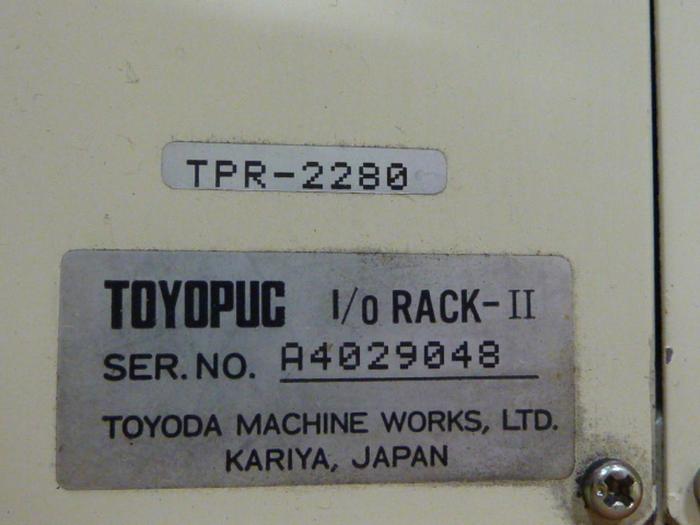 TPR-2280
TOYOPUC I/O RACK-II
SER.NO. A4029048
TOYODA MACHINE WORKS, LTD.
KARIYA, JAPAN